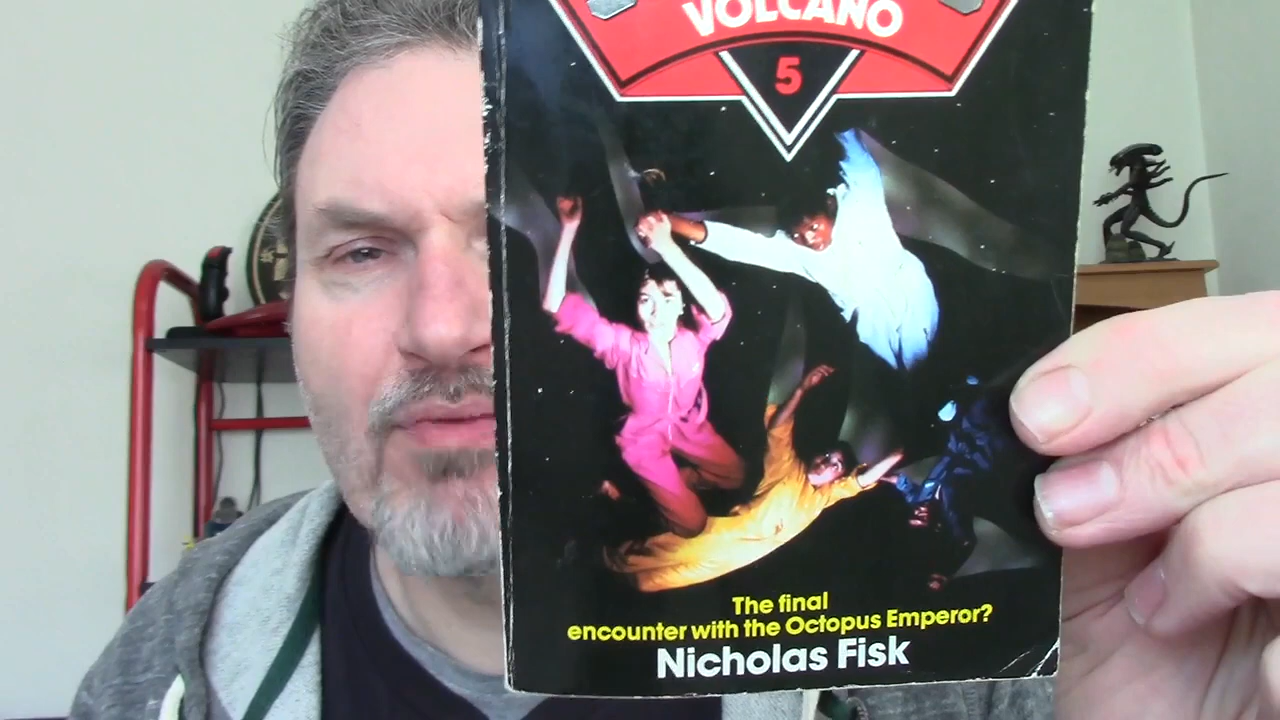 VOLCANO
5
The final
encounter with the Octopus Emperor?
Nicholas Fisk